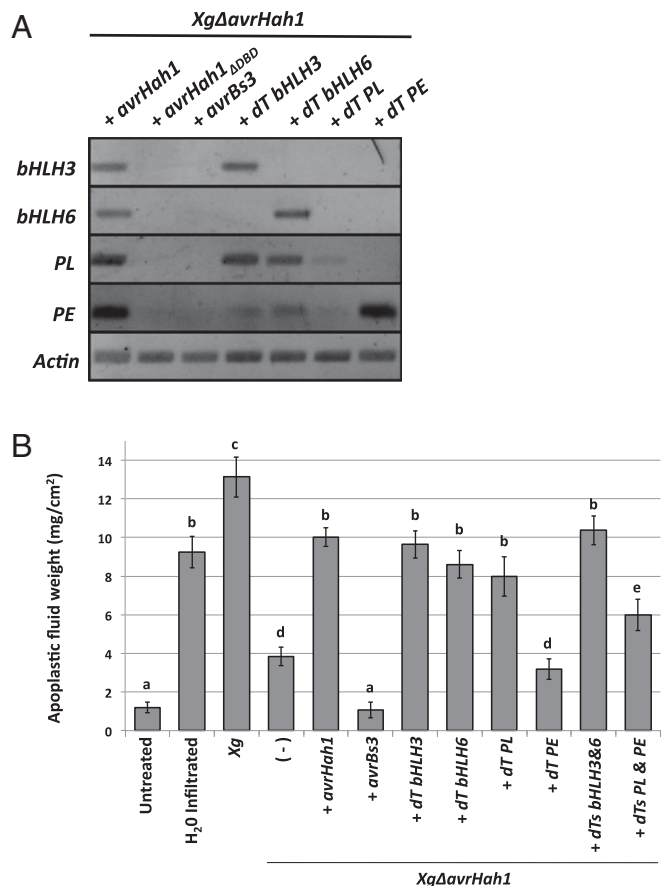 A
XgΔavrHah1
+ avrHah1
+ avrHah1ΔDBD
+ avrBs3
+ dT bHLH3
+ dT bHLH6
+ dT PL
+ dT PE
bHLH3
bHLH6
PL
PE
Actin
B
Apoplastic fluid weight (mg/cm²)
14
12
10
8
6
4
2
0
a
b
c
d
b
a
b
b
b
d
b
e
Untreated
H₂0 Infiltrated
Xg
( - )
+ avrHah1
+ avrBs3
+ dT bHLH3
+ dT bHLH6
+ dT PL
+ dT PE
+ dTs bHLH3&6
+ dTs PL & PE
XgΔavrHah1